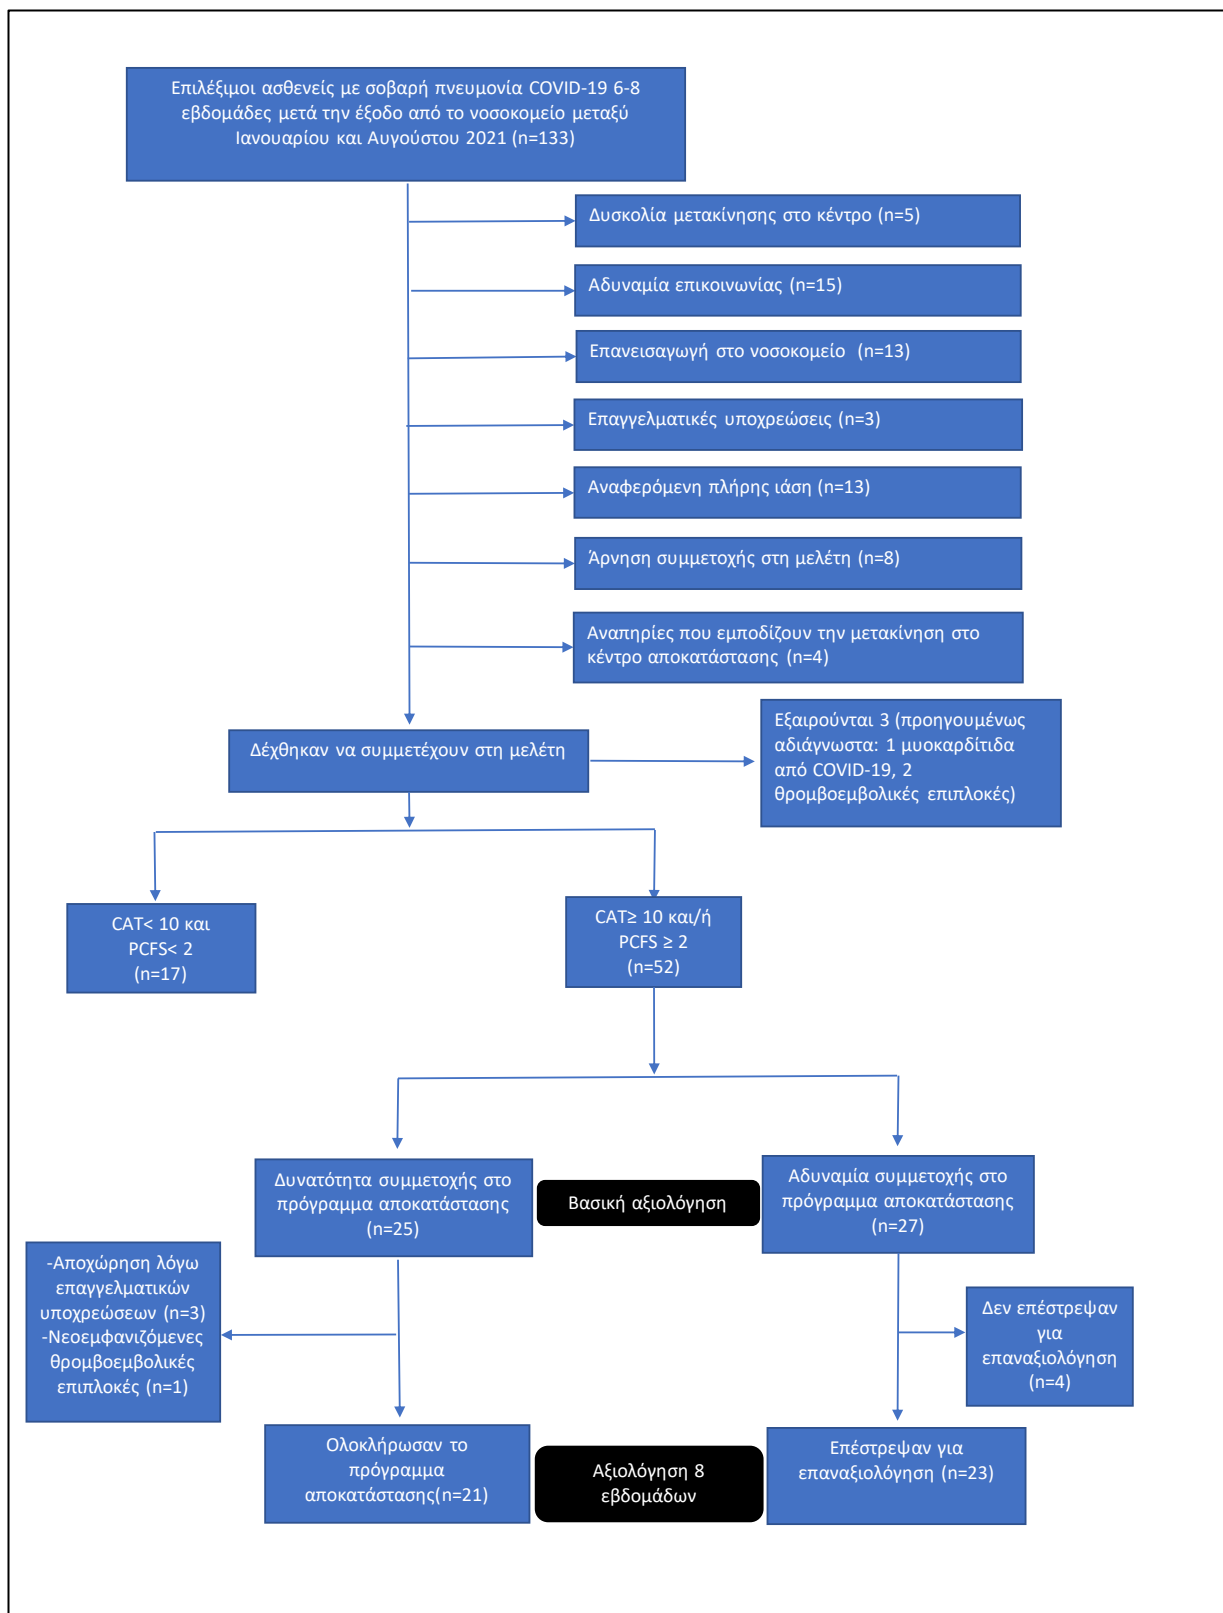 Επιλέξιμοι ασθενείς με σοβαρή πνευμονία COVID-19 6-8
εβδομάδες μετά την έξοδο από το νοσοκομείο μεταξύ
Ιανουαρίου και Αυγούστου 2021 (n=133)
Δυσκολία μετακίνησης στο κέντρο (n=5)
Αδυναμία επικοινωνίας (n=15)
Επανεισαγωγή στο νοσοκομείο (n=13)
Επαγγελματικές υποχρεώσεις (n=3)
Αναφερόμενη πλήρης ιάση (n=13)
Άρνηση συμμετοχής στη μελέτη (n=8)
Αναπηρίες που εμποδίζουν την μετακίνηση στο
κέντρο αποκατάστασης (n=4)
Δέχθηκαν να συμμετέχουν στη μελέτη
Εξαιρούνται 3 (προηγουμένως
αδιάγνωστα: 1 μυοκαρδίτιδα
από COVID-19, 2
θρομβοεμβολικές επιπλοκές)
CAT< 10 και
PCFS< 2
(n=17)
CAT≥ 10 και/ή
PCFS ≥ 2
(n=52)
Δυνατότητα συμμετοχής στο
πρόγραμμα αποκατάστασης
(n=25)
Βασική αξιολόγηση
Αδυναμία συμμετοχής στο
πρόγραμμα αποκατάστασης
(n=27)
-Αποχώρηση λόγω
επαγγελματικών
υποχρεώσεων (n=3)
-Νεοεμφανιζόμενες
θρομβοεμβολικές
επιπλοκές (n=1)
Δεν επέστρεψαν
για
επαναξιολόγηση
(n=4)
Ολοκλήρωσαν το
πρόγραμμα
αποκατάστασης(n=21)
Αξιολόγηση 8
εβδομάδων
Επέστρεψαν για
επαναξιολόγηση (n=23)